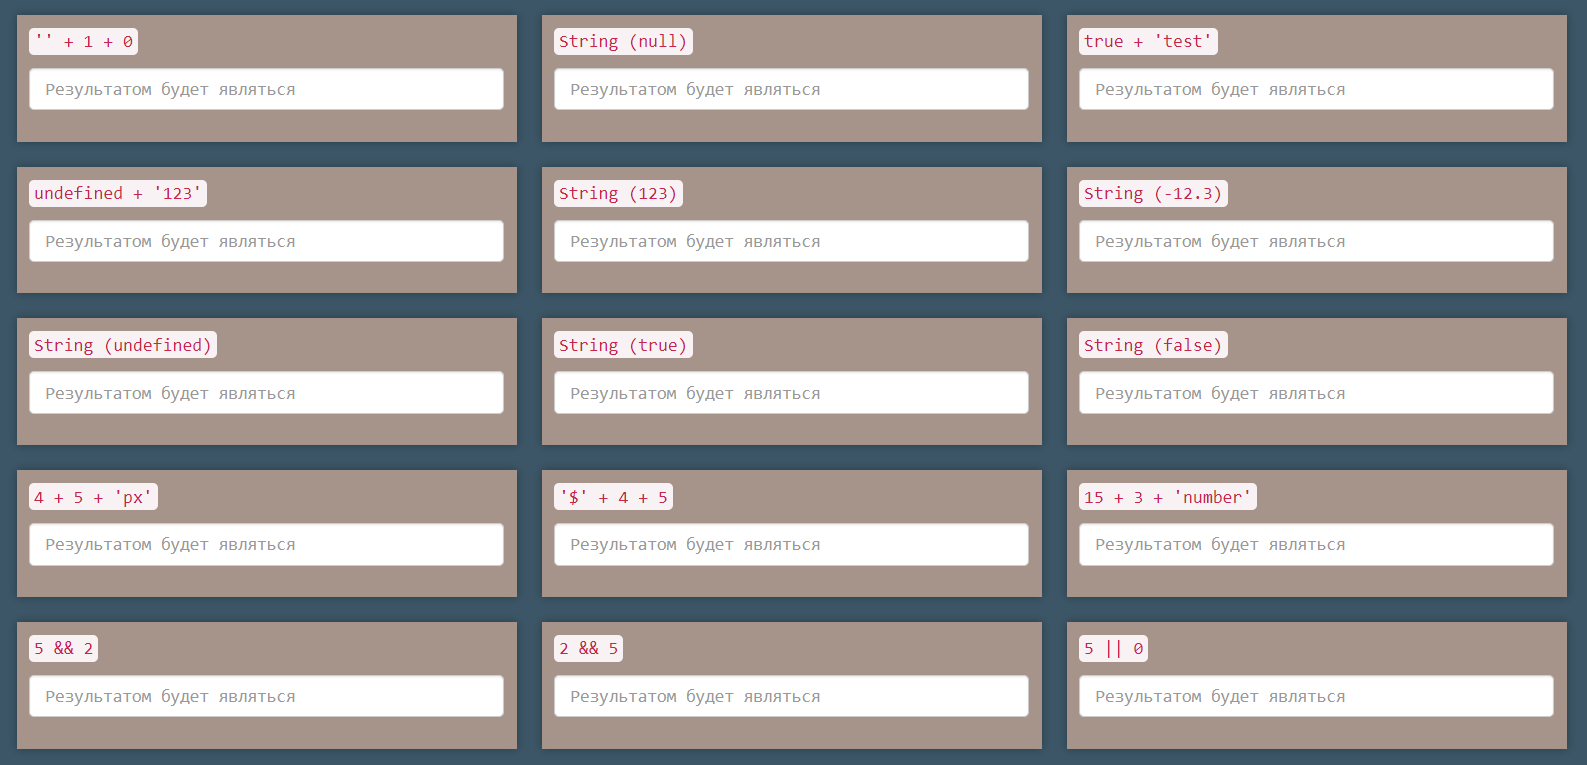 '' + 1 + 0
Результатом будет являться
String (null)
Результатом будет являться
true + 'test'
Результатом будет являться
undefined + '123'
Результатом будет являться
String (123)
Результатом будет являться
String (-12.3)
Результатом будет являться
String (undefined)
Результатом будет являться
String (true)
Результатом будет являться
String (false)
Результатом будет являться
4 + 5 + 'px'
Результатом будет являться
'$' + 4 + 5
Результатом будет являться
15 + 3 + 'number'
Результатом будет являться
5 && 2
Результатом будет являться
2 && 5
Результатом будет являться
5 || 0
Результатом будет являться